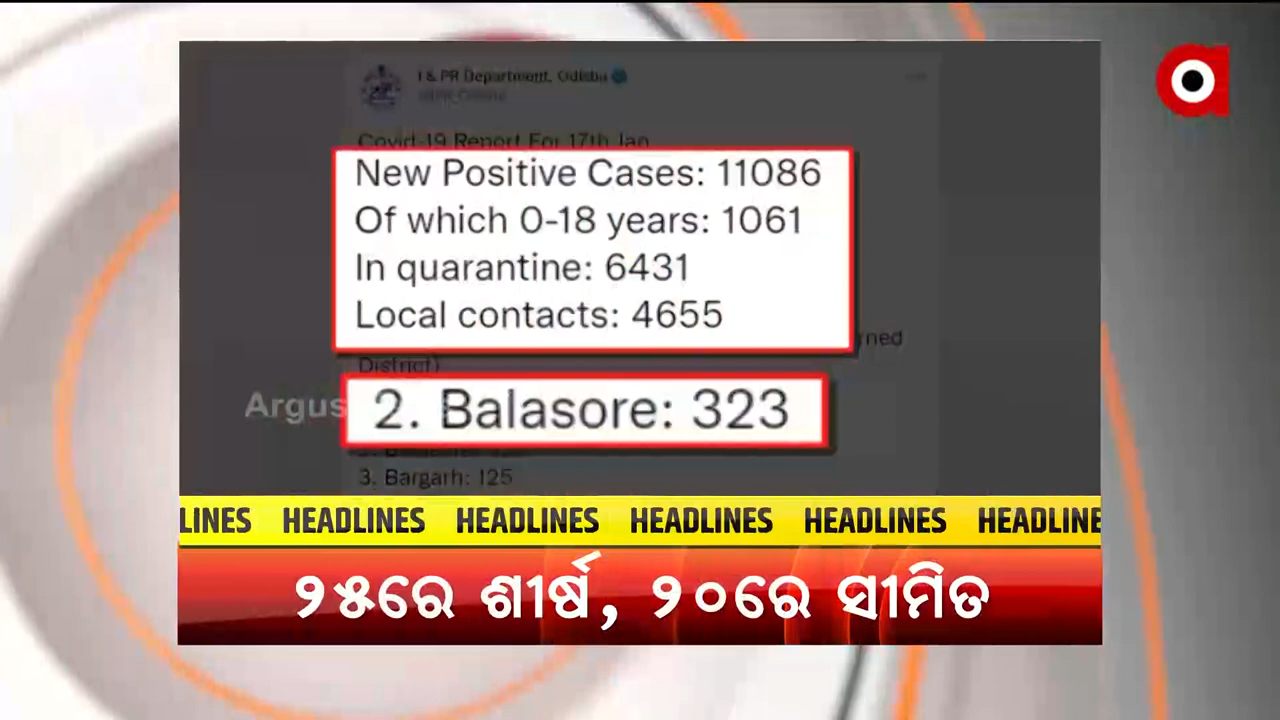 I & PR Department, Odisha
Covid-19 Report For 17th Jan
New Positive Cases: 11086
Of which 0-18 years: 1061
In quarantine: 6431
Local contacts: 4655
District)
Argus
2. Balasore: 323
3. Bargarh: 125
LINES HEADLINES HEADLINES HEADLINES HEADLINES HEADLINE
୨୫ରେ ଶୀର୍ଷ, ୨୦ରେ ସୀମିତ